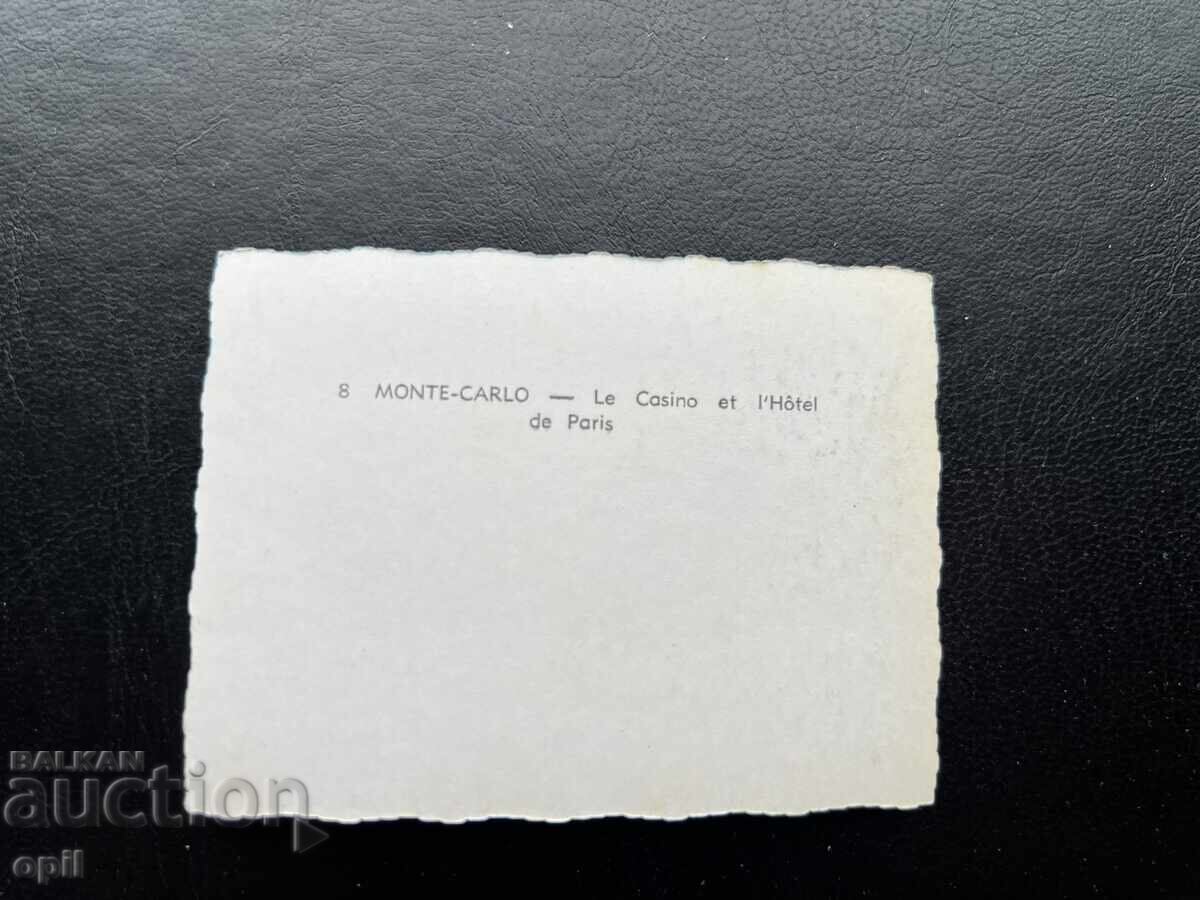 8 MONTE-CARLO — Le Casino et l'Hôtel
de Paris
BALKAN
auction
opil